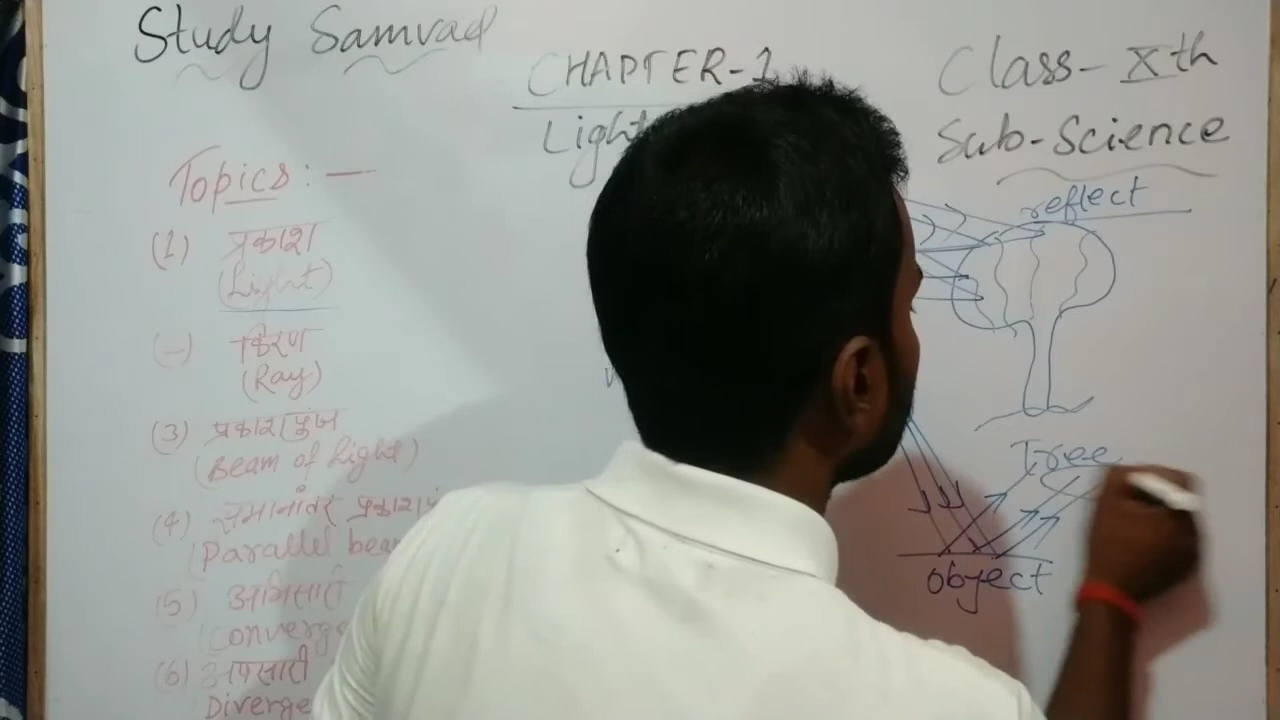 Study Samvad
CHAPTER-1
Light
Class- Xth
Sub-Science
Topics:-
(1) प्रकाश
(Light)
(-) किरण
(Ray)
(3) प्रकाश पुंज
(Beam of light)
(4) समानांतर प्रकाश
(Parallel beam
(5) अभिसारी
(Converge
(6) अपसारी
Diverge
reflect
Tree
object